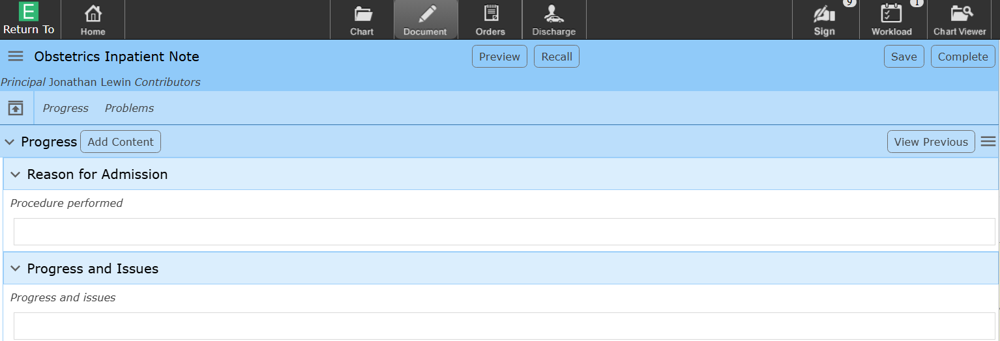 E
Return To
Home
Chart
Document
Orders
Discharge
9
Sign
1
Workload
Chart Viewer
Obstetrics Inpatient Note
Preview
Recall
Save
Complete
Principal Jonathan Lewin Contributors
Progress Problems
Progress
Add Content
View Previous
Reason for Admission
Procedure performed
Progress and Issues
Progress and issues